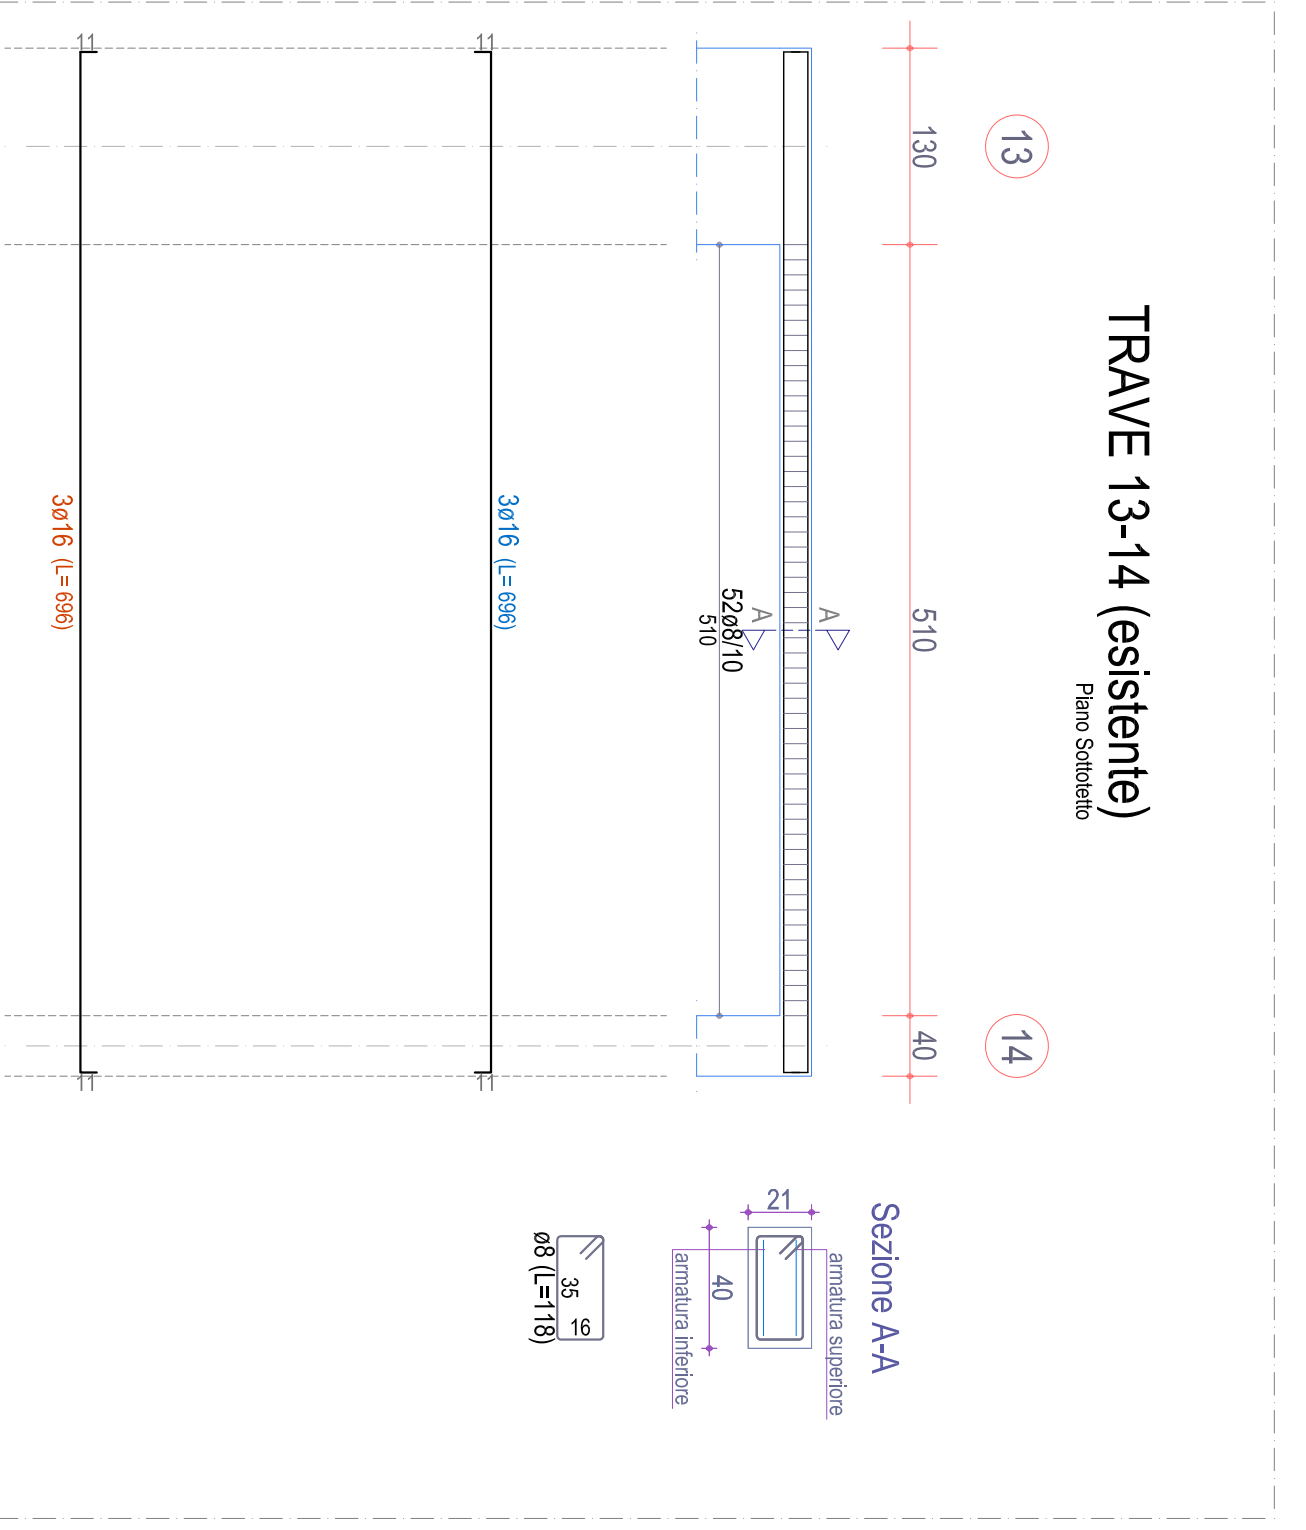 TRAVE 13-14 (esistente)
Piano Sottotetto
13
14
130
510
40
A
A
52ø8/10
510
11
3ø16 (L= 696)
11
11
3ø16 (L= 696)
11
Sezione A-A
armatura superiore
21
40
armatura inferiore
16
35
ø8 (L=118)